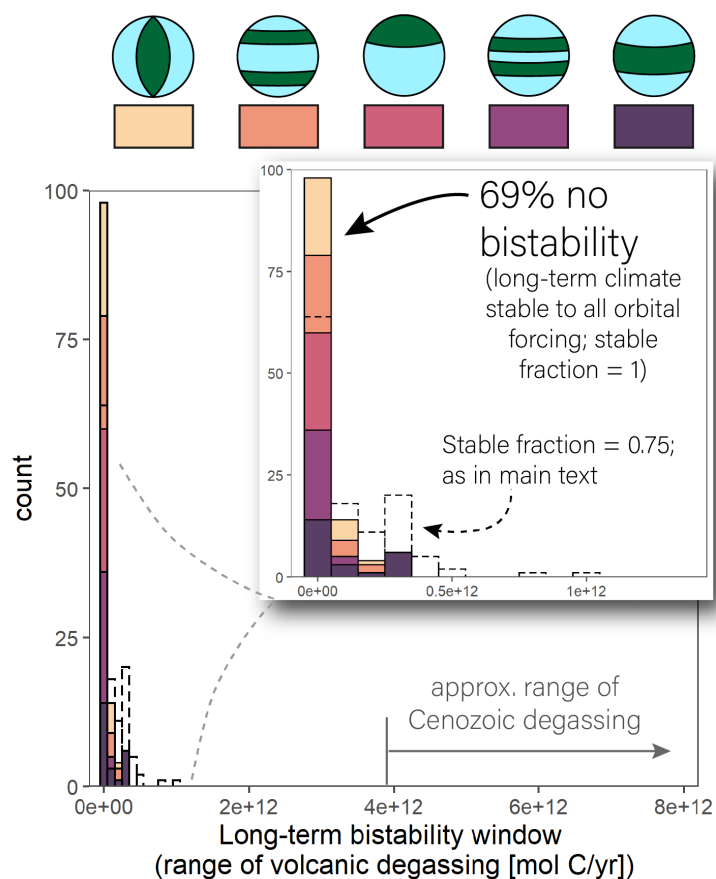 100
75
50
25
0
count
100
75
50
25
0
69% no
bistability
(long-term climate
stable to all orbital
forcing; stable
fraction = 1)
Stable fraction = 0.75;
as in main text
0e+00
0.5e+12
1e+12
approx. range of
Cenozoic degassing
0e+00
2e+12
4e+12
6e+12
8e+12
Long-term bistability window
(range of volcanic degassing [mol C/yr])